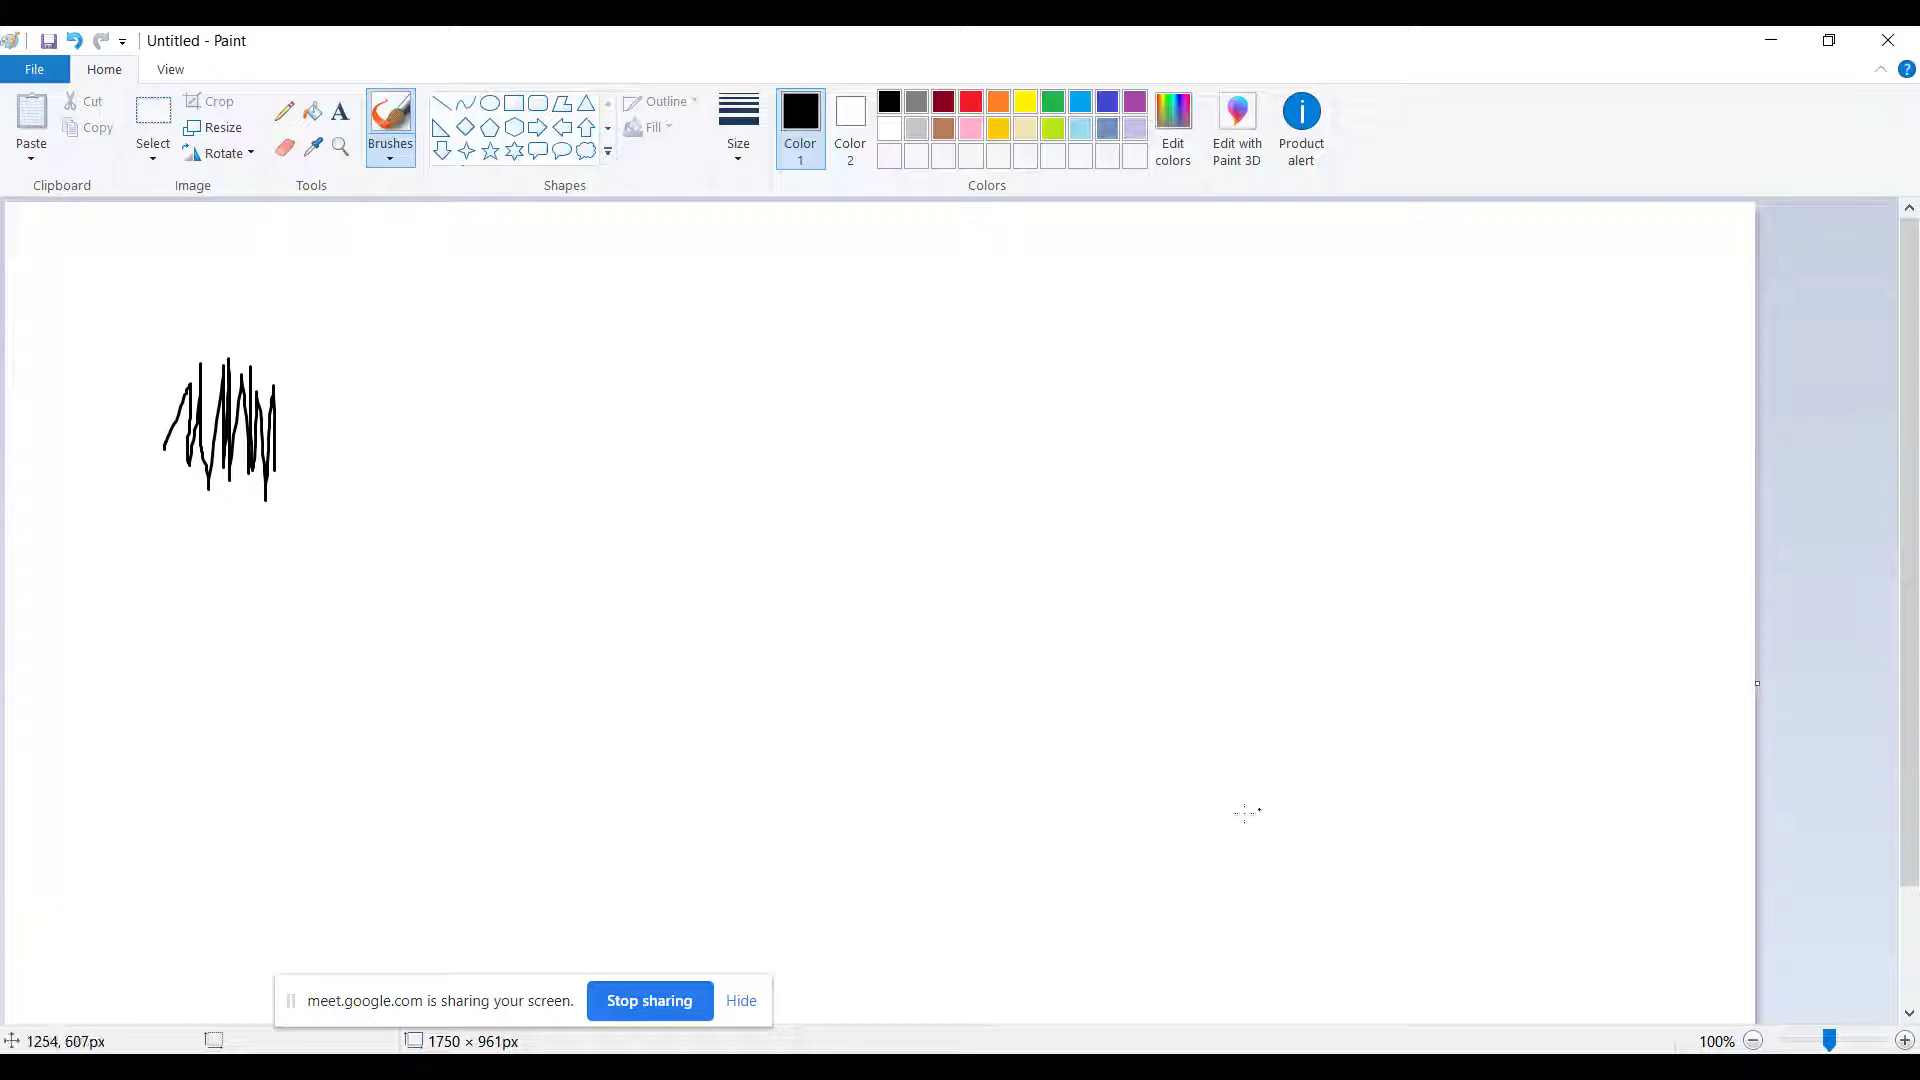 Untitled - Paint
File Home View
Paste
Cut
Copy
Clipboard
Select
Crop
Resize
Rotate
Image
A
Tools
Brushes
Shapes
Outline
Fill
Size
Color 1
Color 2
Colors
Edit colors
Edit with Paint 3D
Product alert
meet.google.com is sharing your screen. Stop sharing Hide
1254, 607px 1750 × 961px 100%